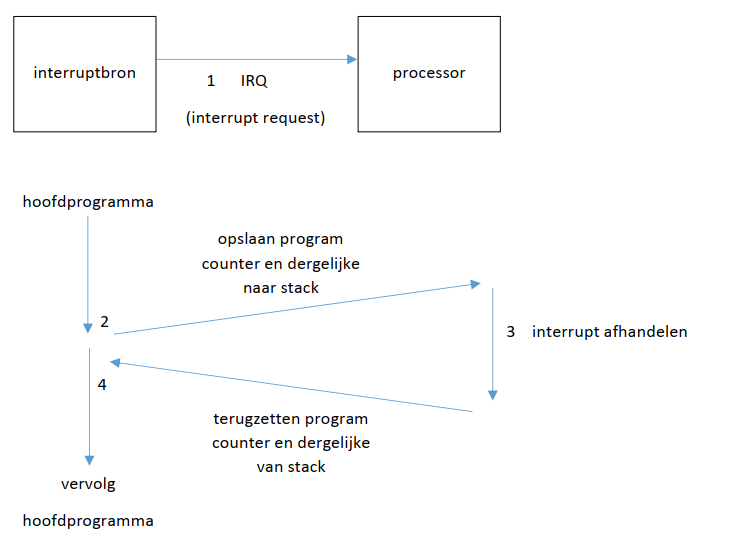 interruptbron
processor
1 IRQ
(interrupt request)
hoofdprogramma
opslaan program
counter en dergelijke
naar stack
2
3 interrupt afhandelen
4
terugzetten program
counter en dergelijke
van stack
vervolg
hoofdprogramma